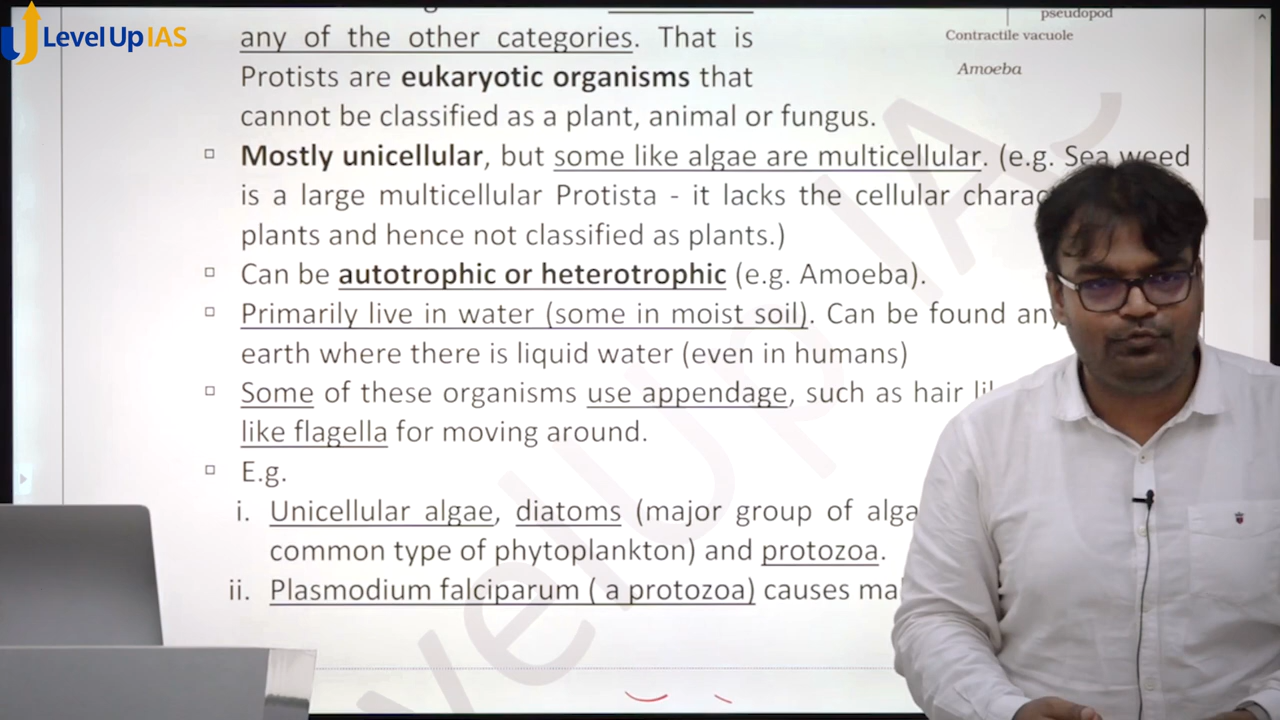 Level Up IAS
pseudopod
any of the other categories. That is
Contractile vacuole
Protists are eukaryotic organisms that
Amoeba
cannot be classified as a plant, animal or fungus.
Mostly unicellular, but some like algae are multicellular. (e.g. Sea weed
is a large multicellular Protista - it lacks the cellular
plants and hence not classified as plants.)
Can be autotrophic or heterotrophic (e.g. Amoeba).
Primarily live in water (some in moist soil). Can be found
earth where there is liquid water (even in humans)
Some of these organisms use appendage, such as hair
like flagella for moving around.
E.g.
i. Unicellular algae, diatoms (major group of
common type of phytoplankton) and protozoa.
ii. Plasmodium falciparum ( a protozoa) causes